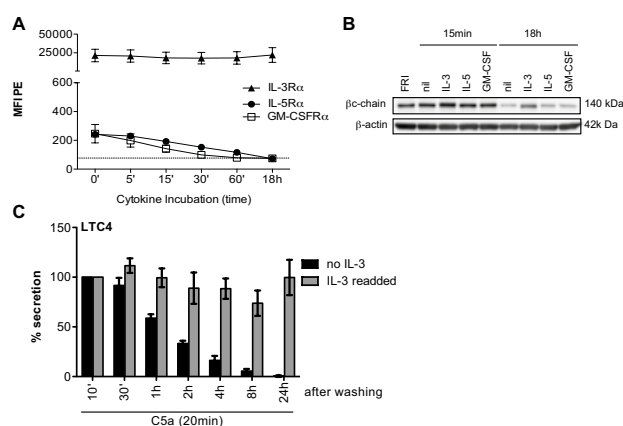 A
MFI PE
25000
15000
5000
600
400
200
0
IL-3Rα
IL-5Rα
GM-CSFRα
0' 5' 15' 30' 60' 18h
Cytokine Incubation (time)
B
15min 18h
FRI nil IL-3 IL-5 GM-CSF nil IL-3 IL-5 GM-CSF
βc-chain 140 kDa
β-actin 42k Da
C
LTC4
% secretion
150
100
50
0
no IL-3
IL-3 readded
10' 30' 1h 2h 4h 8h 24h after washing
C5a (20min)